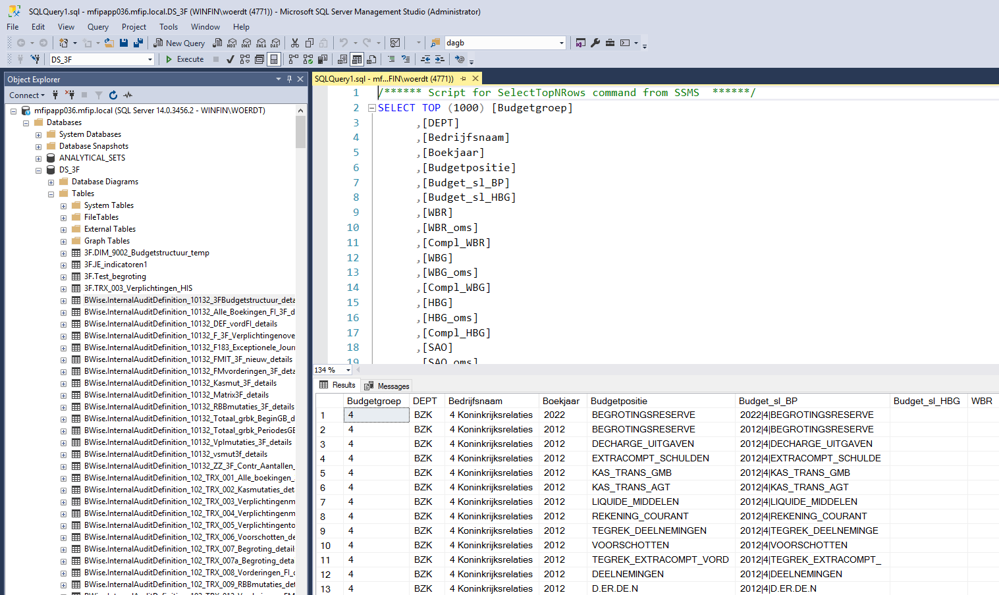 SQLQuery1.sql - mfipapp036.mfip.local.DS_3F (WINFIN\woerdt (4771)) - Microsoft SQL Server Management Studio (Administrator)
File Edit View Query Project Tools Window Help
New Query MDX DMX XMLA DAX dagb
DS_3F Execute
Object Explorer
Connect
mfipapp036.mfip.local (SQL Server 14.0.3456.2 - WINFIN\WOERDT)
Databases
System Databases
Database Snapshots
ANALYTICAL_SETS
DS_3F
Database Diagrams
Tables
System Tables
FileTables
External Tables
Graph Tables
3F.DIM_9002_Budgetstructuur_temp
3F.JE_indicatoren1
3F.Test_begroting
3F.TRX_003_Verplichtingen_HIS
BWise.InternalAuditDefinition_10132_3FBudgetstructuur_deta
BWise.InternalAuditDefinition_10132_Alle_Boekingen_FI_3F_d
BWise.InternalAuditDefinition_10132_DEF_vordFI_details
BWise.InternalAuditDefinition_10132_F_3F_Verplichtingenove
BWise.InternalAuditDefinition_10132_F183_Exceptionele_Jour
BWise.InternalAuditDefinition_10132_FMIT_3F_nieuw_details
BWise.InternalAuditDefinition_10132_FMvorderingen_3F_deta
BWise.InternalAuditDefinition_10132_Kasmut_3F_details
BWise.InternalAuditDefinition_10132_Matrix3F_details
BWise.InternalAuditDefinition_10132_RBBmutaties_3F_details
BWise.InternalAuditDefinition_10132_Totaal_grbk_BeginGB_d
BWise.InternalAuditDefinition_10132_Totaal_grbk_PeriodesGB
BWise.InternalAuditDefinition_10132_Vplmutaties_3F_details
BWise.InternalAuditDefinition_10132_vsmut3f_details
BWise.InternalAuditDefinition_10132_ZZ_3F_Contr_Aantallen_
BWise.InternalAuditDefinition_102_TRX_001_Alle_boekingen_
BWise.InternalAuditDefinition_102_TRX_002_Kasmutaties_det
BWise.InternalAuditDefinition_102_TRX_003_Verplichtingenm
BWise.InternalAuditDefinition_102_TRX_004_Verplichtingenm
BWise.InternalAuditDefinition_102_TRX_005_Verplichtingento
BWise.InternalAuditDefinition_102_TRX_006_Voorschotten_de
BWise.InternalAuditDefinition_102_TRX_007_Begroting_detail
BWise.InternalAuditDefinition_102_TRX_007a_Begroting_deta
BWise.InternalAuditDefinition_102_TRX_008_Vorderingen_FI_
BWise.InternalAuditDefinition_102_TRX_009_RBBmutaties_det
SQLQuery1.sql - mf...FIN\woerdt (4771))
1 /****** Script for SelectTopNRows command from SSMS ******/
2 SELECT TOP (1000) [Budgetgroep]
3 ,[DEPT]
4 ,[Bedrijfsnaam]
5 ,[Boekjaar]
6 ,[Budgetpositie]
7 ,[Budget_sl_BP]
8 ,[Budget_sl_HBG]
9 ,[WBR]
10 ,[WBR_oms]
11 ,[Compl_WBR]
12 ,[WBG]
13 ,[WBG_oms]
14 ,[Compl_WBG]
15 ,[HBG]
16 ,[HBG_oms]
17 ,[Compl_HBG]
18 ,[SAO]
19 ,[SAO_oms]
134 %
Results Messages
Budgetgroep DEPT Bedrijfsnaam Boekjaar Budgetpositie Budget_sl_BP Budget_sl_HBG WBR
1 4 BZK 4 Koninkrijksrelaties 2022 BEGROTINGSRESERVE 2022|4|BEGROTINGSRESERVE
2 4 BZK 4 Koninkrijksrelaties 2012 BEGROTINGSRESERVE 2012|4|BEGROTINGSRESERVE
3 4 BZK 4 Koninkrijksrelaties 2012 DECHARGE_UITGAVEN 2012|4|DECHARGE_UITGAVEN
4 4 BZK 4 Koninkrijksrelaties 2012 EXTRACOMPT_SCHULDEN 2012|4|EXTRACOMPT_SCHULDE
5 4 BZK 4 Koninkrijksrelaties 2012 KAS_TRANS_GMB 2012|4|KAS_TRANS_GMB
6 4 BZK 4 Koninkrijksrelaties 2012 KAS_TRANS_AGT 2012|4|KAS_TRANS_AGT
7 4 BZK 4 Koninkrijksrelaties 2012 LIQUIDE_MIDDELEN 2012|4|LIQUIDE_MIDDELEN
8 4 BZK 4 Koninkrijksrelaties 2012 REKENING_COURANT 2012|4|REKENING_COURANT
9 4 BZK 4 Koninkrijksrelaties 2012 TEGREK_DEELNEMINGEN 2012|4|TEGREK_DEELNEMINGE
10 4 BZK 4 Koninkrijksrelaties 2012 VOORSCHOTTEN 2012|4|VOORSCHOTTEN
11 4 BZK 4 Koninkrijksrelaties 2012 TEGREK_EXTRACOMPT_VORD 2012|4|TEGREK_EXTRACOMPT_
12 4 BZK 4 Koninkrijksrelaties 2012 DEELNEMINGEN 2012|4|DEELNEMINGEN
13 4 BZK 4 Koninkrijksrelaties 2012 D.ER.DE.N 2012|4|D.ER.DE.N